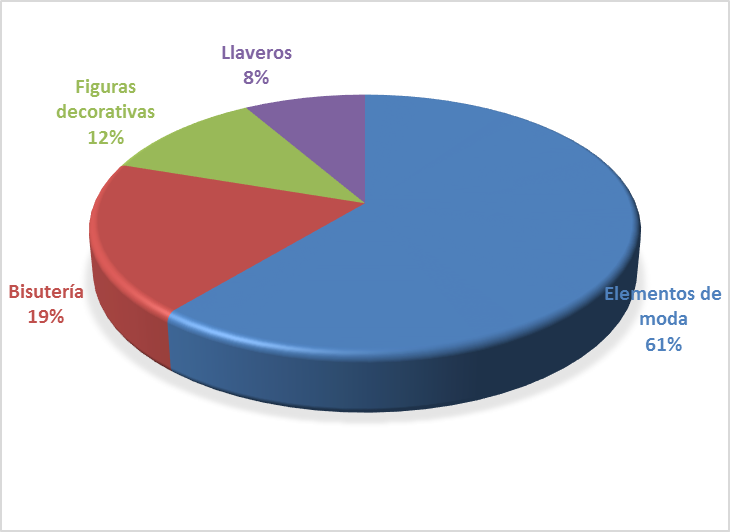 Llaveros
8%
Figuras
decorativas
12%
Bisutería
19%
Elementos de
moda
61%